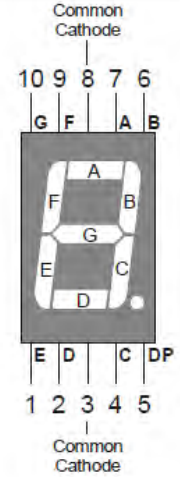 Common
Cathode
10 9 8 7 6
G F A B
A
F B
G
E C
D
E D C DP
1 2 3 4 5
Common
Cathode